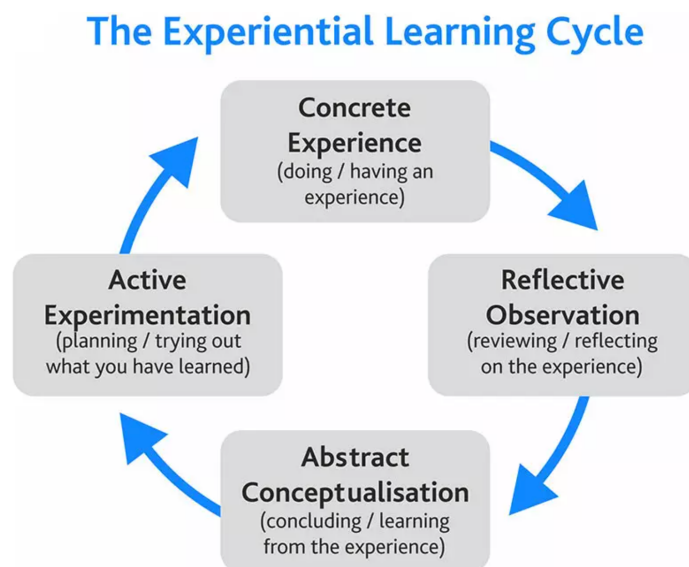 The Experiential Learning Cycle
Concrete
Experience
(doing / having an
experience)
Active
Experimentation
(planning / trying out
what you have learned)
Reflective
Observation
(reviewing / reflecting
on the experience)
Abstract
Conceptualisation
(concluding / learning
from the experience)